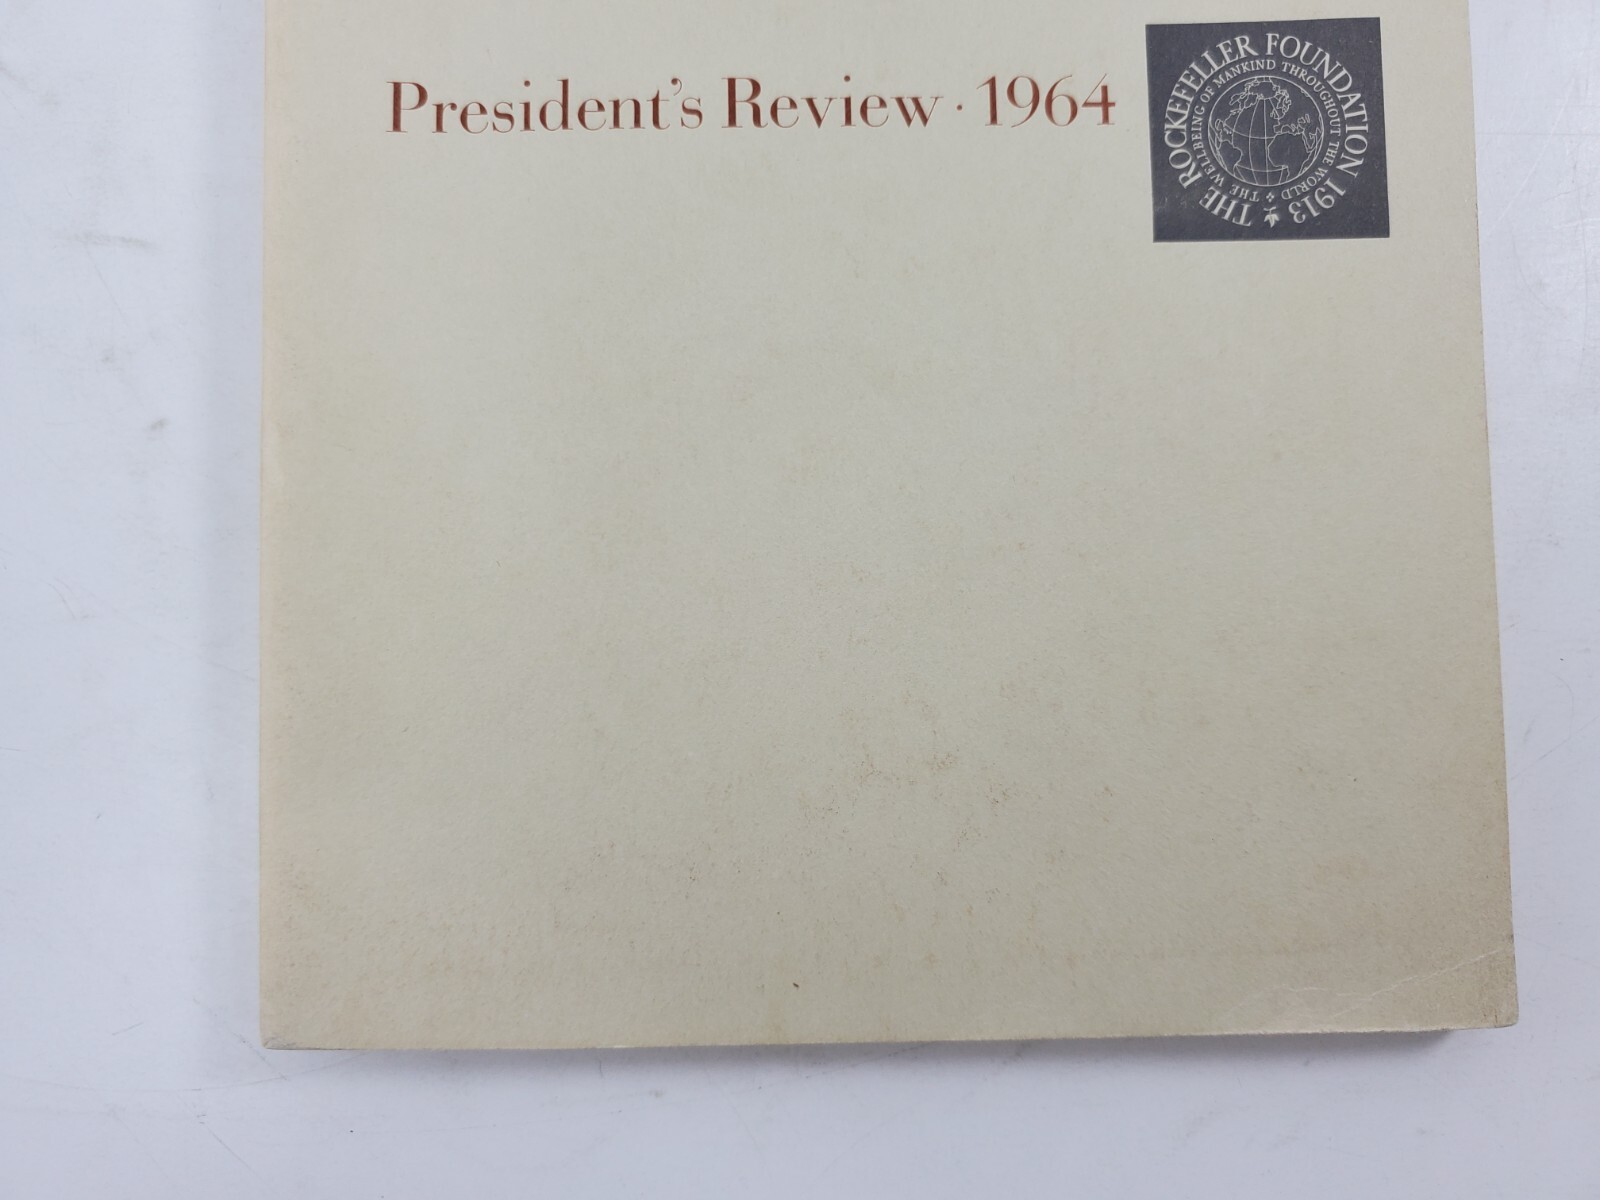 President's Review · 1964
THE ROCKEFELLER FOUNDATION 1913
THE WELLBEING OF MANKIND THROUGHOUT THE WORLD